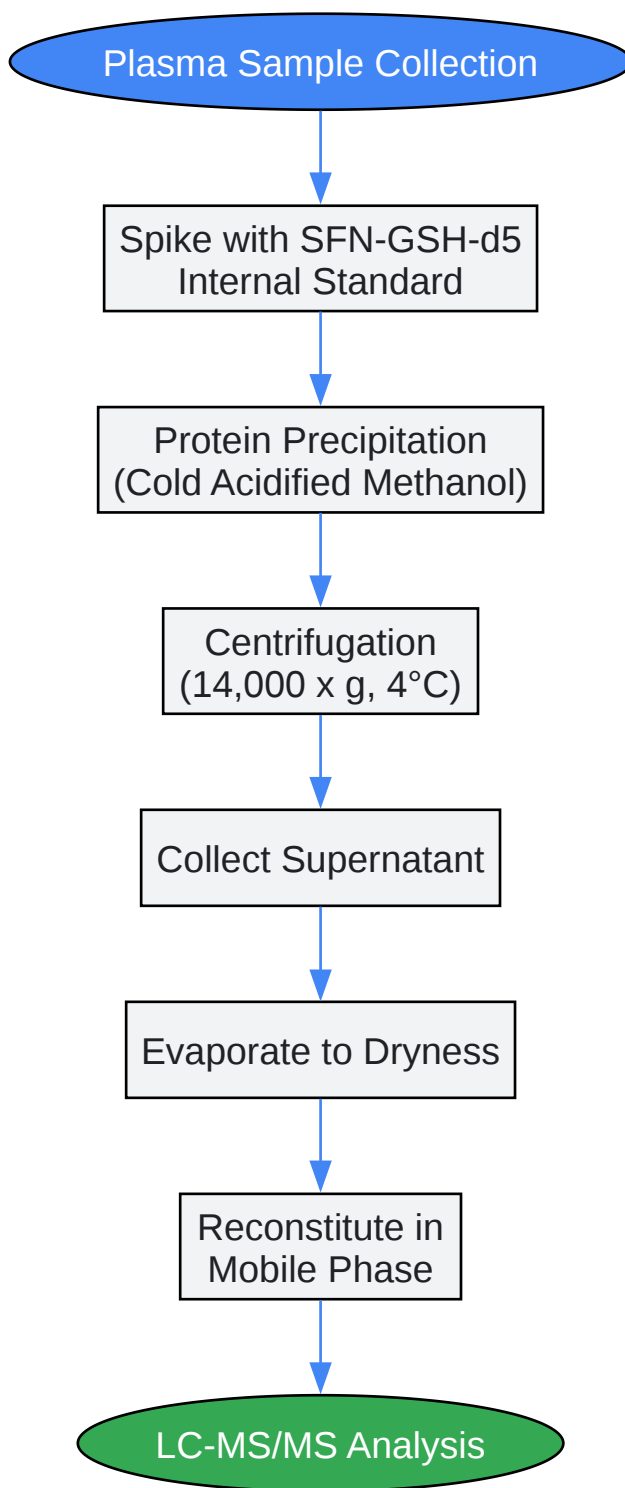 Plasma Sample Collection
Spike with SFN-GSH-d5
Internal Standard
Protein Precipitation
(Cold Acidified Methanol)
Centrifugation
(14,000 x g, 4°C)
Collect Supernatant
Evaporate to Dryness
Reconstitute in
Mobile Phase
LC-MS/MS Analysis